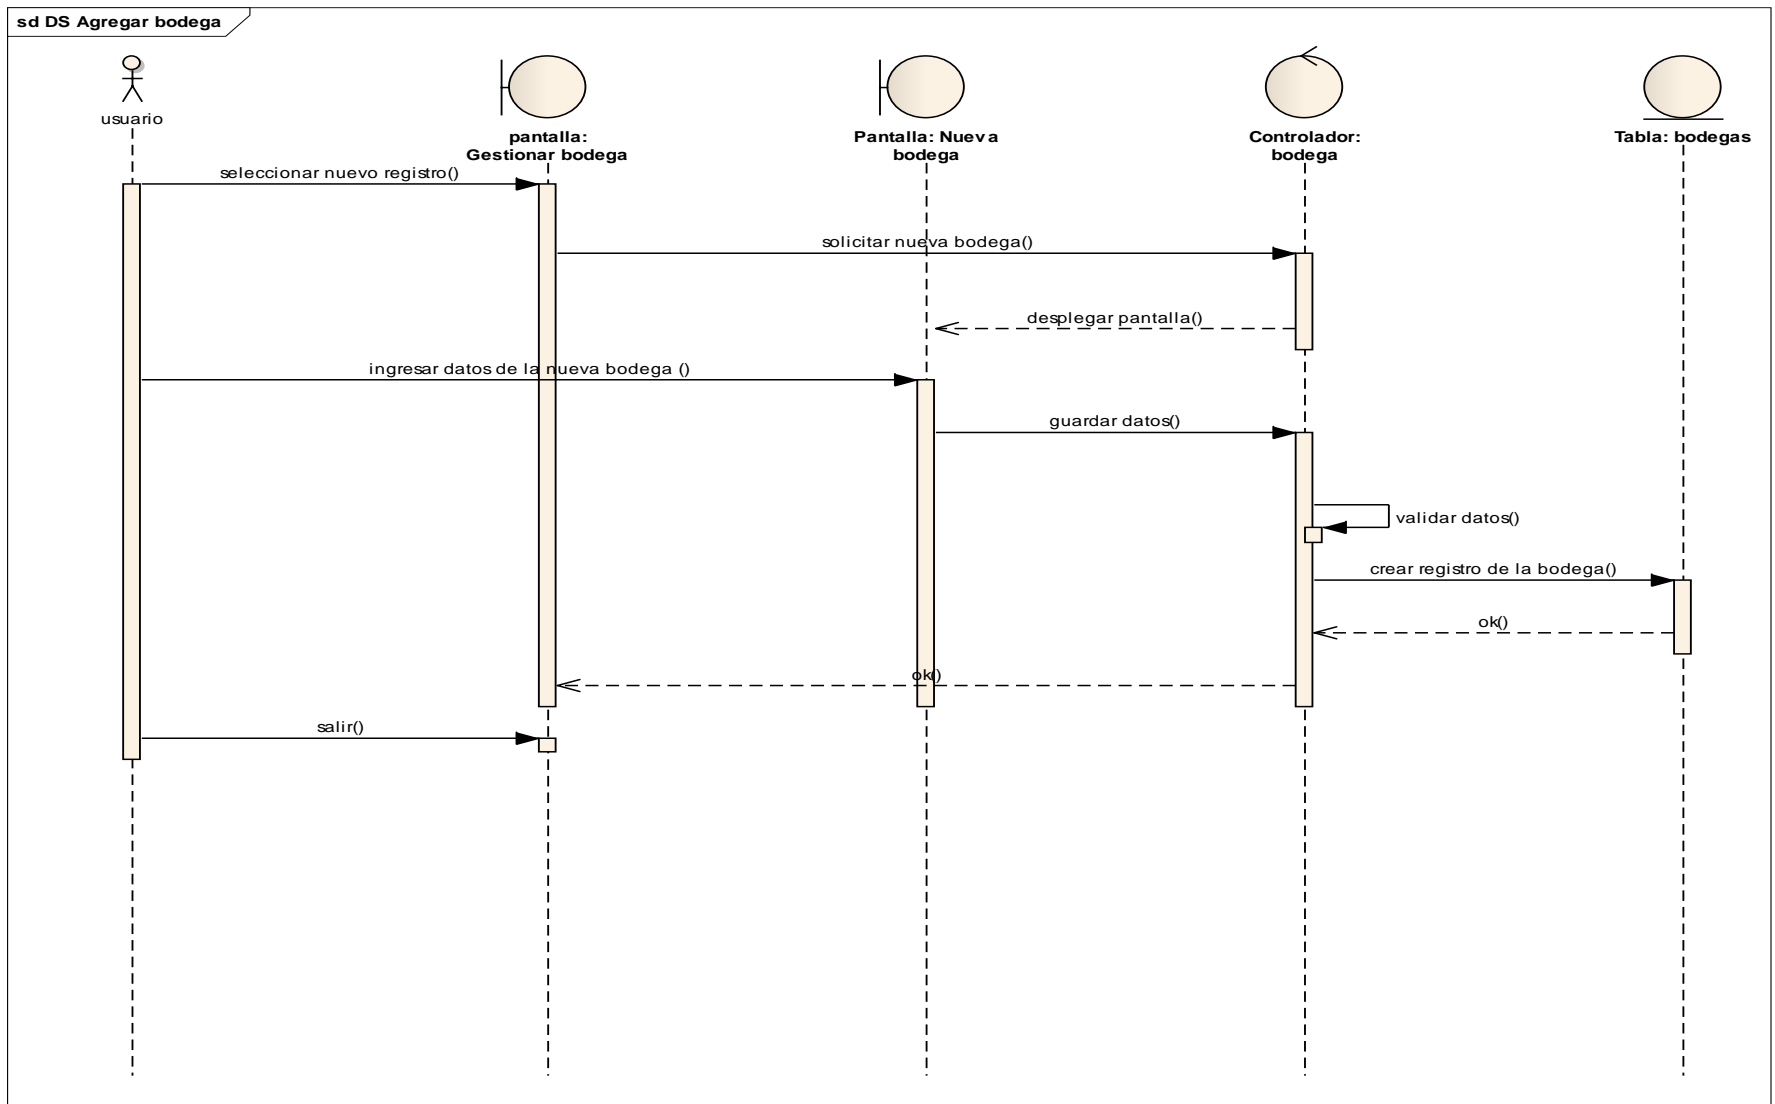 sd DS Agregar bodega
usuario
pantalla:
Gestionar bodega
Pantalla: Nueva
bodega
Controlador:
bodega
Tabla: bodegas
seleccionar nuevo registro()
solicitar nueva bodega()
desplegar pantalla()
ingresar datos de la nueva bodega ()
guardar datos()
validar datos()
crear registro de la bodega()
ok()
ok()
salir()